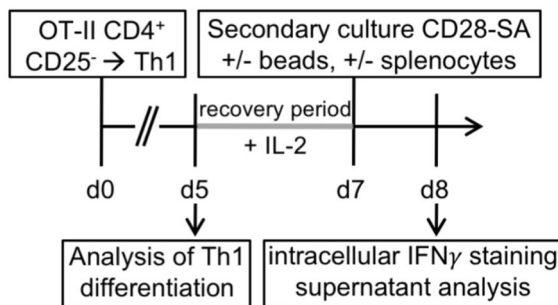 OT-II CD4⁺
CD25⁻ → Th1
Secondary culture CD28-SA
+/- beads, +/- splenocytes
recovery period
+ IL-2
d0
d5
d7
d8
Analysis of Th1
differentiation
intracellular IFNγ staining
supernatant analysis